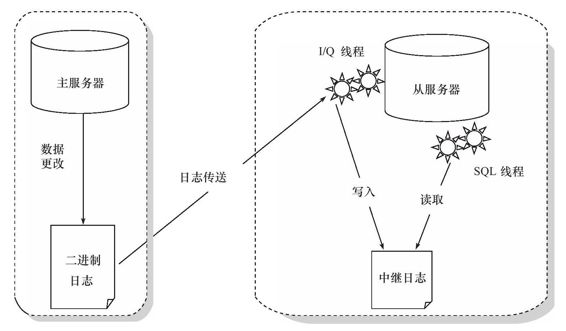 主服务器
数据
更改
二进制
日志
日志传送
I/Q 线程
从服务器
SQL 线程
写入
读取
中继日志